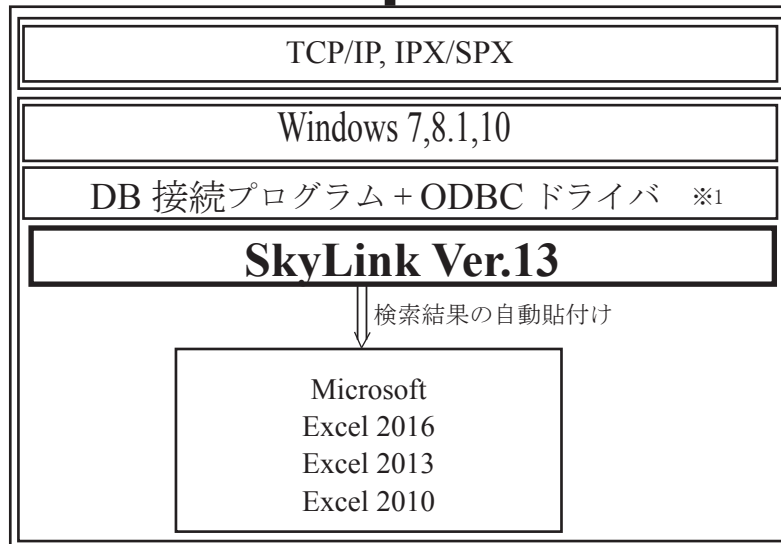 TCP/IP, IPX/SPX
Windows 7,8.1,10
DB 接続プログラム + ODBC ドライバ ※1
SkyLink Ver.13
検索結果の自動貼付け
Microsoft
Excel 2016
Excel 2013
Excel 2010